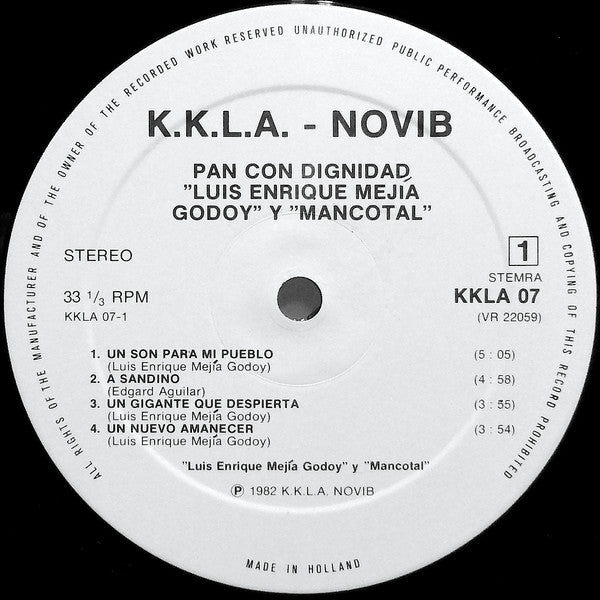 ALL RIGHTS OF THE MANUFACTURER AND OF THE OWNER OF THE RECORDED WORK RESERVED UNAUTHORIZED PUBLIC PERFORMANCE BROADCASTING AND COPYING OF THIS RECORD PROHIBITED
K.K.L.A. - NOVIB
PAN CON DIGNIDAD
"LUIS ENRIQUE MEJÍA
GODOY" Y "MANCOTAL"
STEREO
1
STEMRA
33 1/3 RPM
KKLA 07
KKLA 07-1
(VR 22059)
1. UN SON PARA MI PUEBLO (5 : 05)
(Luis Enrique Mejía Godoy)
2. A SANDINO (4 : 58)
(Edgard Aguilar)
3. UN GIGANTE QUE DESPIERTA (3 : 55)
(Luis Enrique Mejía Godoy)
4. UN NUEVO AMANECER (3 : 54)
(Luis Enrique Mejía Godoy)
"Luis Enrique Mejía Godoy" y "Mancotal"
Ⓟ 1982 K.K.L.A. NOVIB
MADE IN HOLLAND